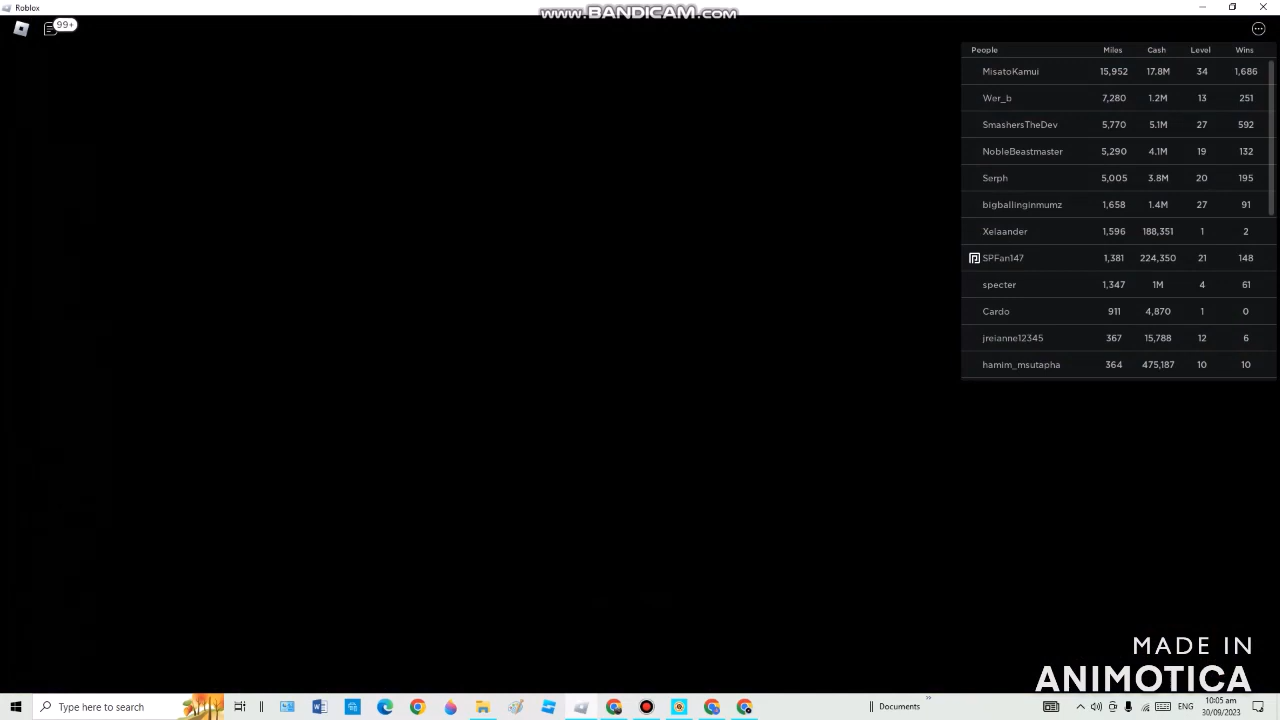 Roblox
www.BANDICAM.com
99+
People Miles Cash Level Wins
MisatoKamui 15,952 17.8M 34 1,686
Wer_b 7,280 1.2M 13 251
SmashersTheDev 5,770 5.1M 27 592
NobleBeastmaster 5,290 4.1M 19 132
Serph 5,005 3.8M 20 195
bigballinginmumz 1,658 1.4M 27 91
Xelaander 1,596 188,351 1 2
SPFan147 1,381 224,350 21 148
specter 1,347 1M 4 61
Cardo 911 4,870 1 0
jreianne12345 367 15,788 12 6
hamim_msutapha 364 475,187 10 10
MADE IN
ANIMOTICA
Type here to search
Documents
ENG
10:05 am
30/09/2023